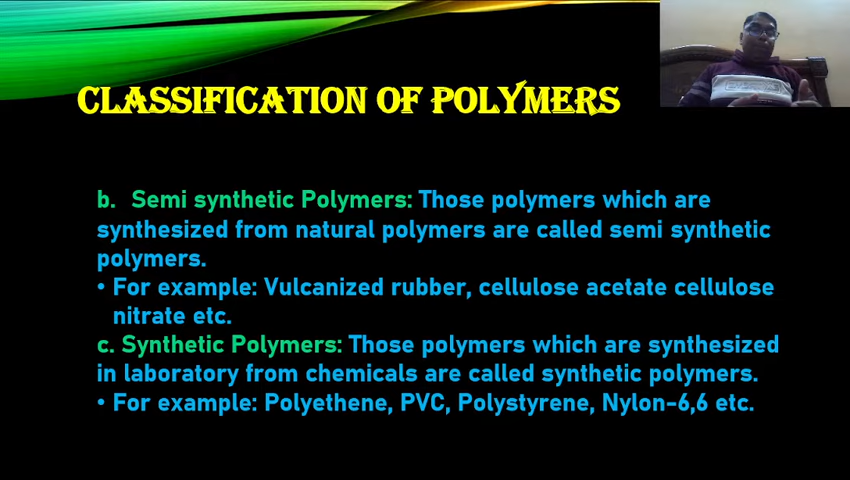 CLASSIFICATION OF POLYMERS
b. Semi synthetic Polymers: Those polymers which are
synthesized from natural polymers are called semi synthetic
polymers.
• For example: Vulcanized rubber, cellulose acetate cellulose
nitrate etc.
c. Synthetic Polymers: Those polymers which are synthesized
in laboratory from chemicals are called synthetic polymers.
• For example: Polyethene, PVC, Polystyrene, Nylon-6,6 etc.